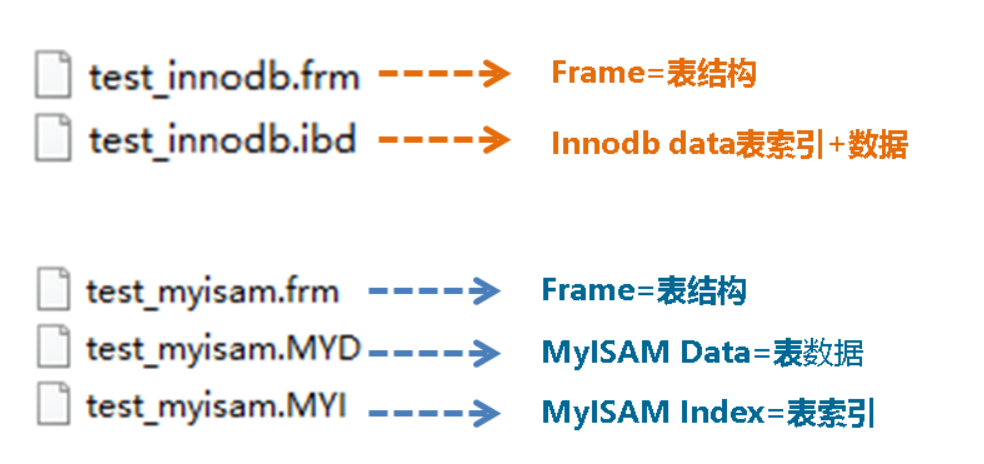 test_innodb.frm Frame=表结构
test_innodb.ibd Innodb data表索引+数据
test_myisam.frm Frame=表结构
test_myisam.MYD MyISAM Data=表数据
test_myisam.MYI MyISAM Index=表索引